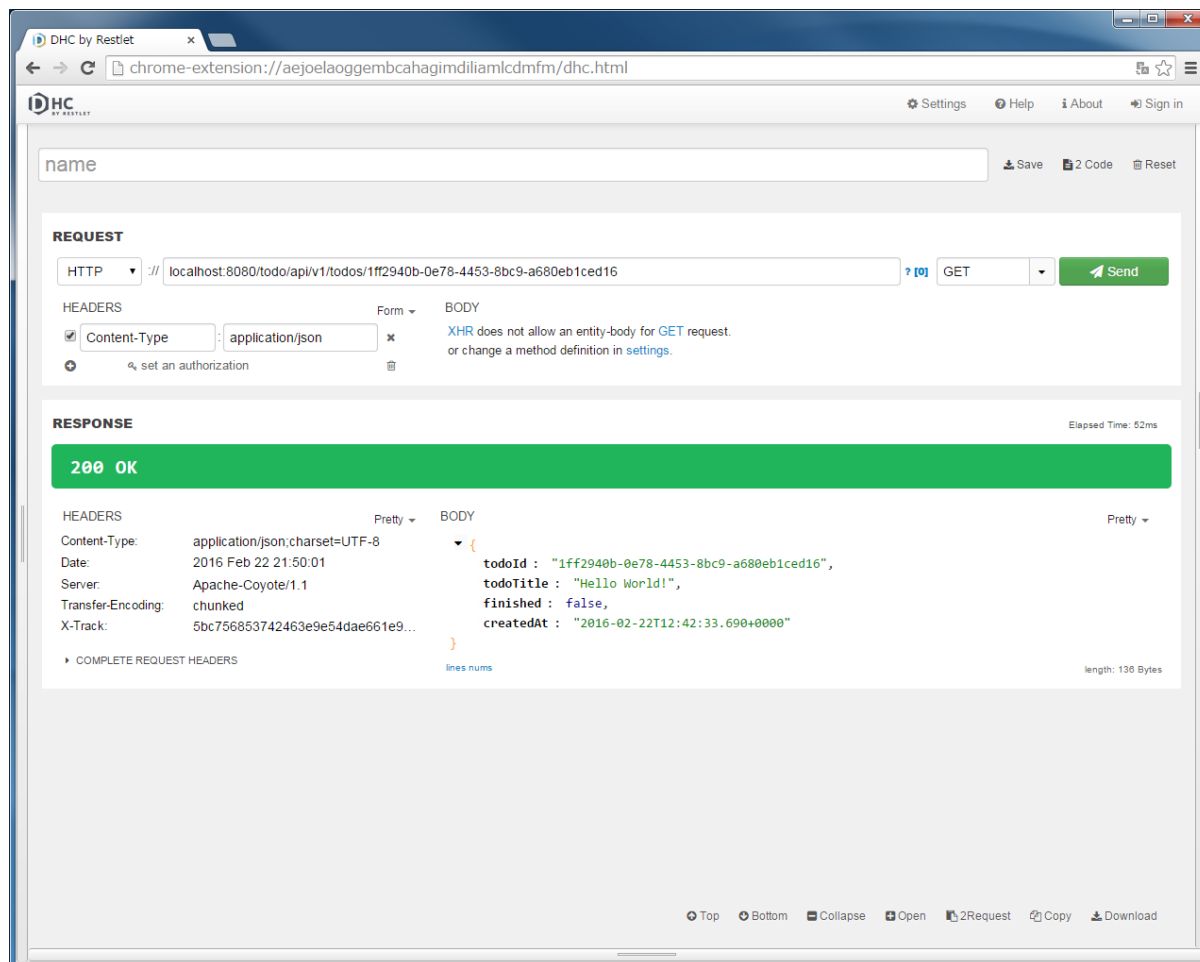 DHC by Restlet
chrome-extension://aejoelaoggembcahagimdiliamlcdmfm/dhc.html
DHC BY RESTLET
Settings Help About Sign in
name
Save 2 Code Reset
REQUEST
HTTP :// localhost:8080/todo/api/v1/todos/1ff2940b-0e78-4453-8bc9-a680eb1ced16 ? [0] GET Send
HEADERS Form BODY
Content-Type : application/json XHR does not allow an entity-body for GET request.
or change a method definition in settings.
set an authorization
RESPONSE Elapsed Time: 52ms
200 OK
HEADERS Pretty BODY Pretty
Content-Type: application/json;charset=UTF-8 {
Date: 2016 Feb 22 21:50:01 todoId : "1ff2940b-0e78-4453-8bc9-a680eb1ced16",
Server: Apache-Coyote/1.1 todoTitle : "Hello World!",
Transfer-Encoding: chunked finished : false,
X-Track: 5bc756853742463e9e54dae661e9... createdAt : "2016-02-22T12:42:33.690+0000"
}
COMPLETE REQUEST HEADERS lines nums length: 136 Bytes
Top Bottom Collapse Open 2Request Copy Download